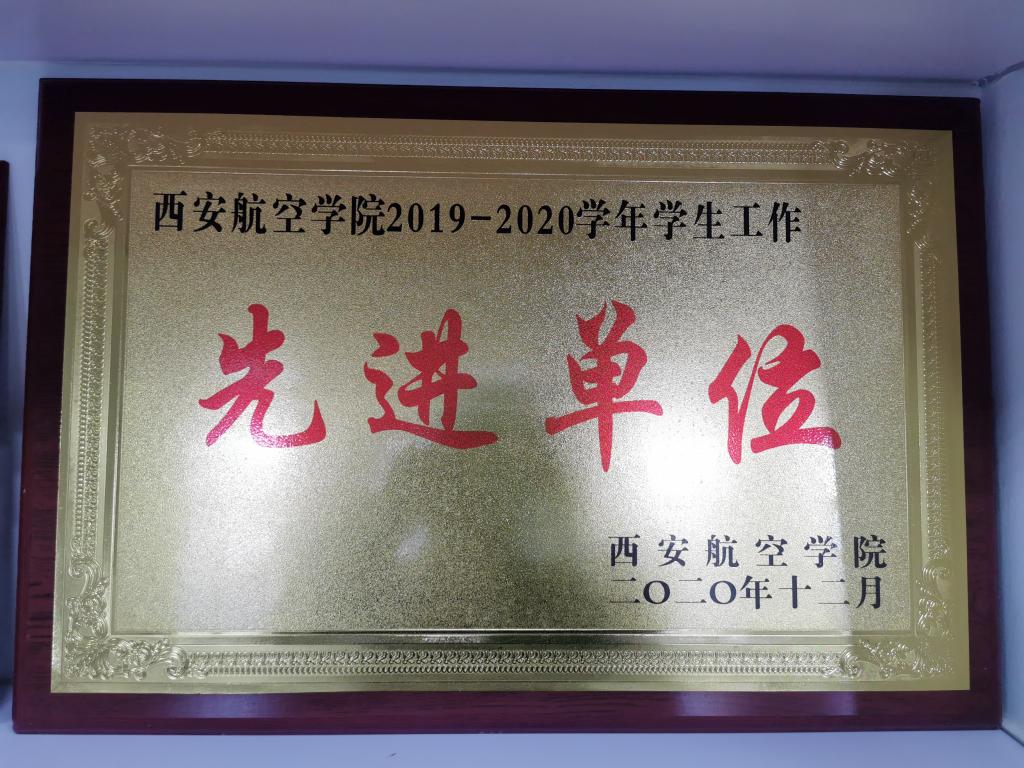 西安航空学院2019-2020学年学生工作
先进单位
西安航空学院
二〇二〇年十二月